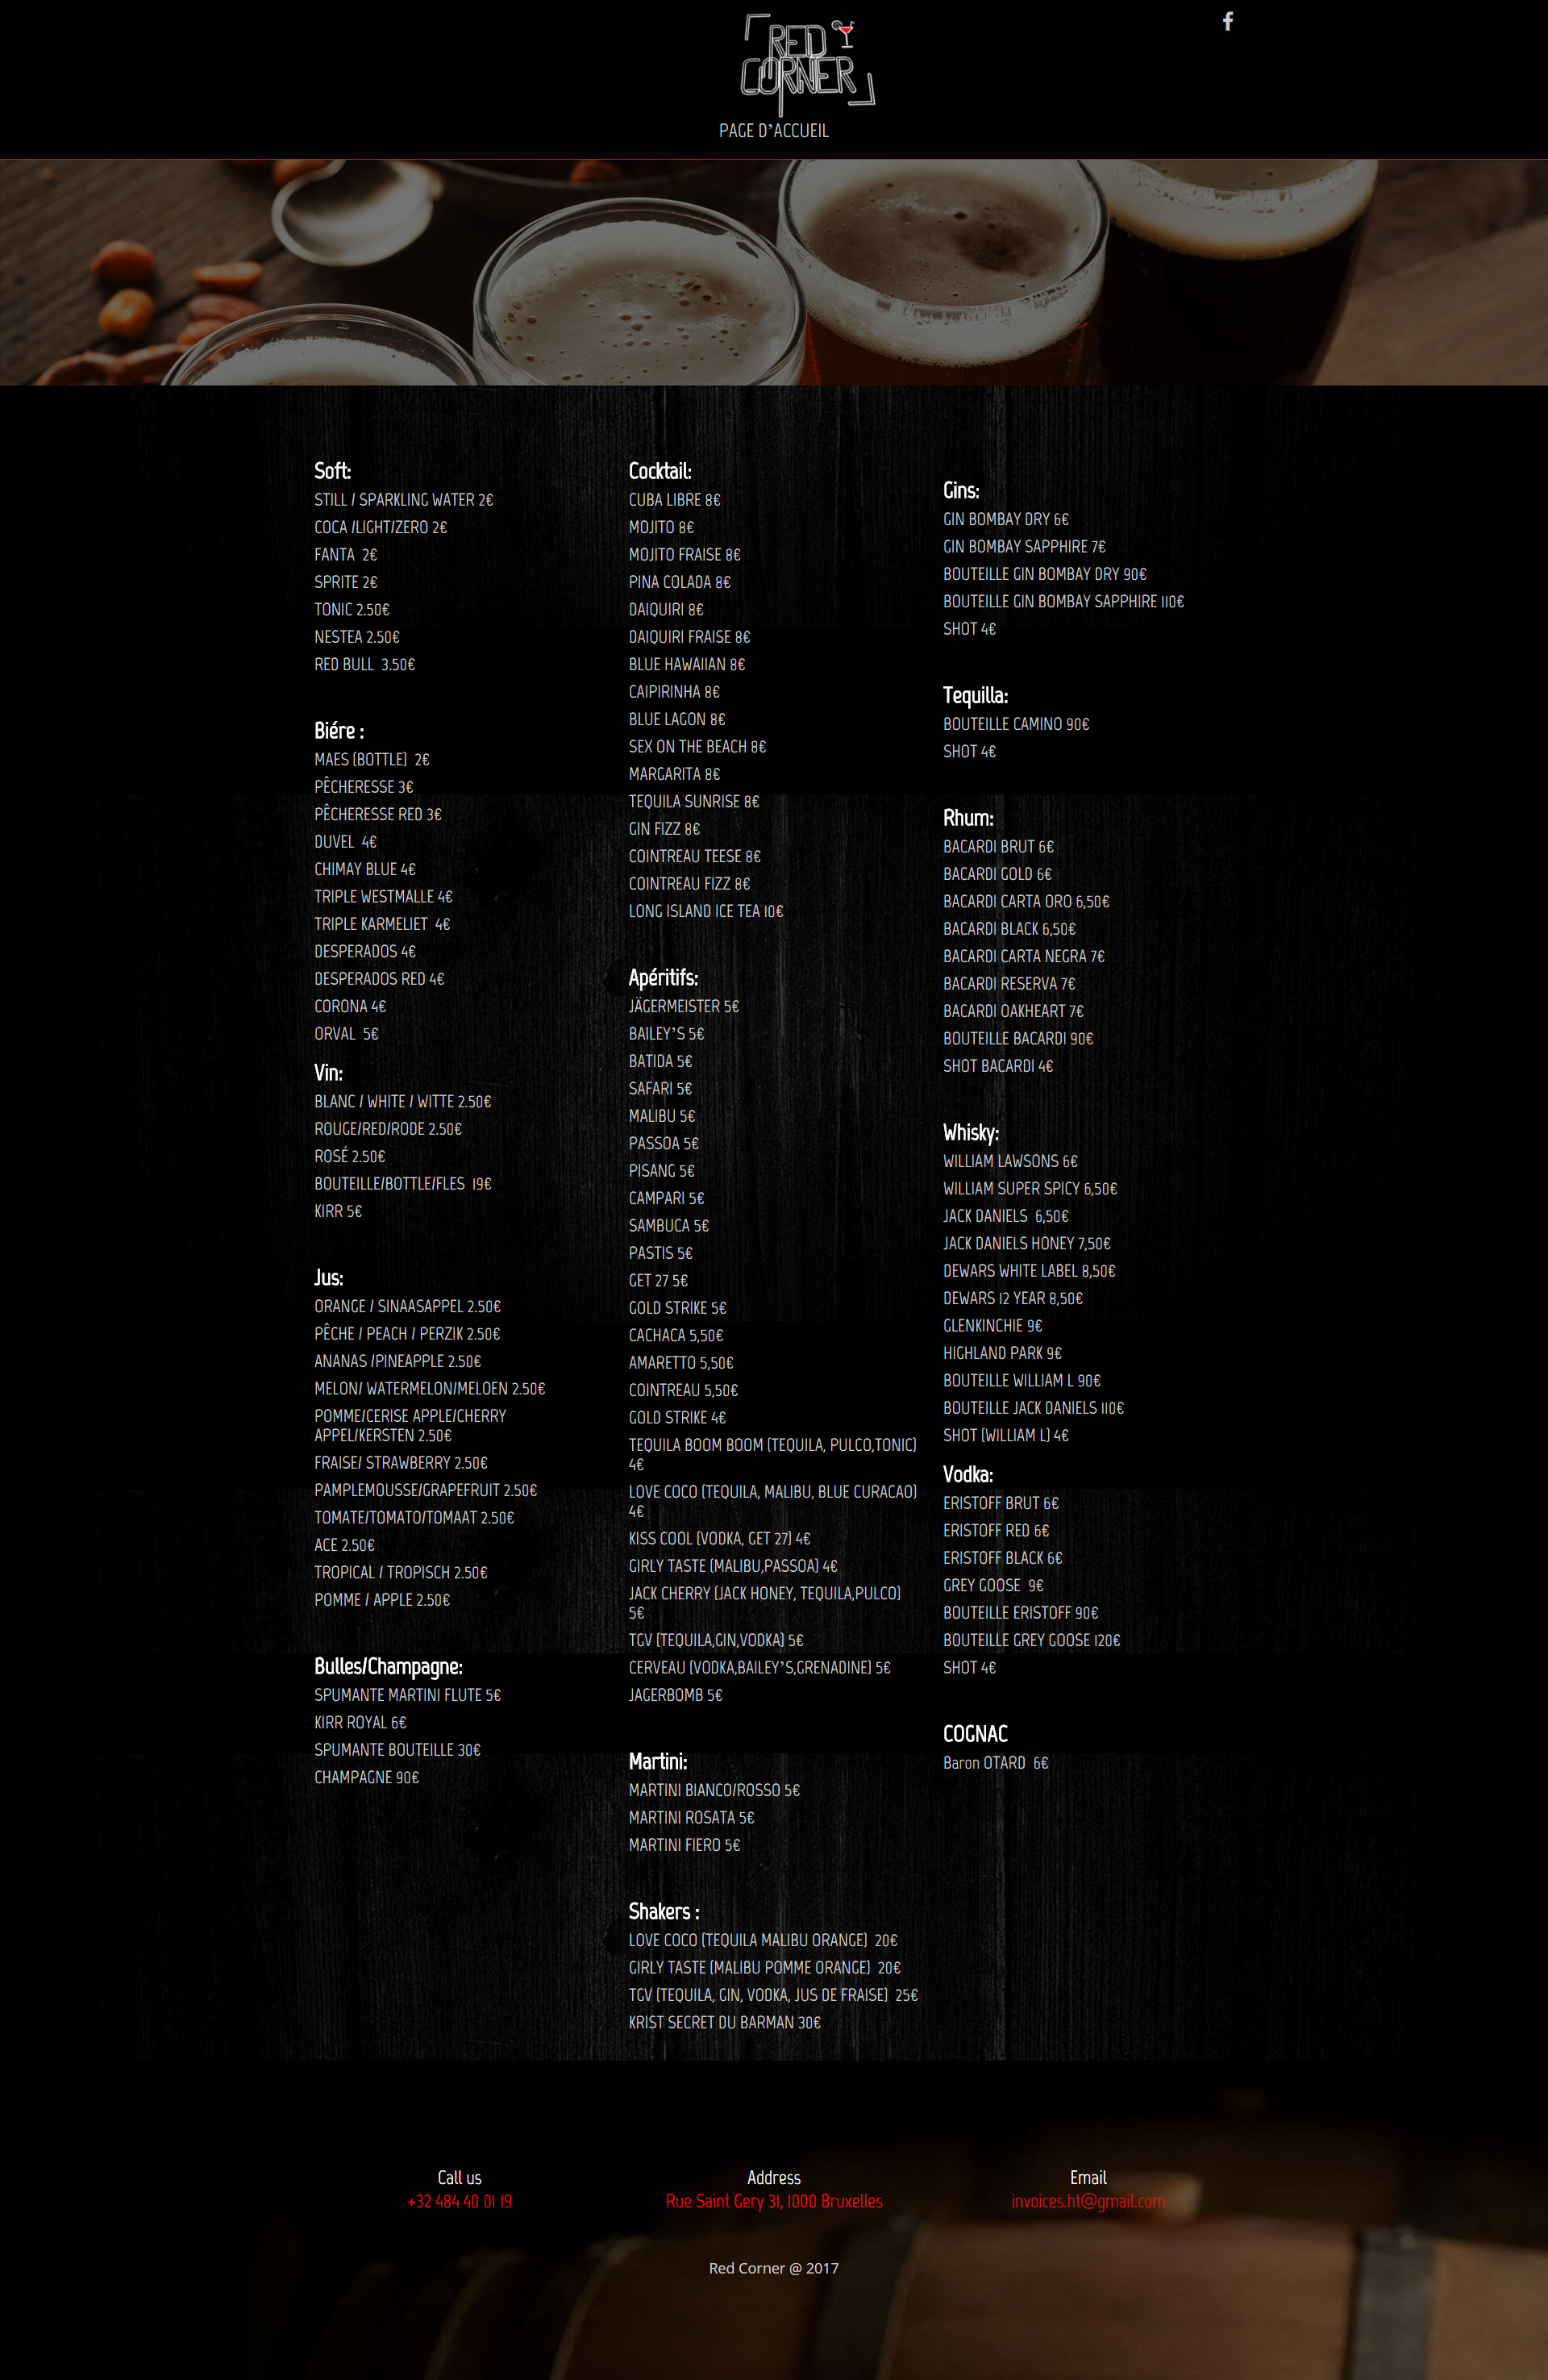 RED
CORNER
PAGE D’ACCUEIL
Soft:
STILL / SPARKLING WATER 2€
COCA /LIGHT/ZERO 2€
FANTA  2€
SPRITE 2€
TONIC 2.50€
NESTEA 2.50€
RED BULL  3.50€
Biére :
MAES (BOTTLE)  2€
PÊCHERESSE 3€
PÊCHERESSE RED 3€
DUVEL  4€
CHIMAY BLUE 4€
TRIPLE WESTMALLE 4€
TRIPLE KARMELIET  4€
DESPERADOS 4€
DESPERADOS RED 4€
CORONA 4€
ORVAL  5€
Vin:
BLANC / WHITE / WITTE 2.50€
ROUGE/RED/RODE 2.50€
ROSÉ 2.50€
BOUTEILLE/BOTTLE/FLES  19€
KIRR 5€
Jus:
ORANGE / SINAASAPPEL 2.50€
PÊCHE / PEACH / PERZIK 2.50€
ANANAS /PINEAPPLE 2.50€
MELON/ WATERMELON/MELOEN 2.50€
POMME/CERISE APPLE/CHERRY
APPEL/KERSTEN 2.50€
FRAISE/ STRAWBERRY 2.50€
PAMPLEMOUSSE/GRAPEFRUIT 2.50€
TOMATE/TOMATO/TOMAAT 2.50€
ACE 2.50€
TROPICAL / TROPISCH 2.50€
POMME / APPLE 2.50€
Bulles/Champagne:
SPUMANTE MARTINI FLUTE 5€
KIRR ROYAL 6€
SPUMANTE BOUTEILLE 30€
CHAMPAGNE 90€
Cocktail:
CUBA LIBRE 8€
MOJITO 8€
MOJITO FRAISE 8€
PINA COLADA 8€
DAIQUIRI 8€
DAIQUIRI FRAISE 8€
BLUE HAWAIIAN 8€
CAIPIRINHA 8€
BLUE LAGON 8€
SEX ON THE BEACH 8€
MARGARITA 8€
TEQUILA SUNRISE 8€
GIN FIZZ 8€
COINTREAU TEESE 8€
COINTREAU FIZZ 8€
LONG ISLAND ICE TEA 10€
Apéritifs:
JÄGERMEISTER 5€
BAILEY’S 5€
BATIDA 5€
SAFARI 5€
MALIBU 5€
PASSOA 5€
PISANG 5€
CAMPARI 5€
SAMBUCA 5€
PASTIS 5€
GET 27 5€
GOLD STRIKE 5€
CACHACA 5,50€
AMARETTO 5,50€
COINTREAU 5,50€
GOLD STRIKE 4€
TEQUILA BOOM BOOM (TEQUILA, PULCO,TONIC)
4€
LOVE COCO (TEQUILA, MALIBU, BLUE CURACAO)
4€
KISS COOL (VODKA, GET 27) 4€
GIRLY TASTE (MALIBU,PASSOA) 4€
JACK CHERRY (JACK HONEY, TEQUILA,PULCO)
5€
TGV (TEQUILA,GIN,VODKA) 5€
CERVEAU (VODKA,BAILEY’S,GRENADINE) 5€
JAGERBOMB 5€
Martini:
MARTINI BIANCO/ROSSO 5€
MARTINI ROSATA 5€
MARTINI FIERO 5€
Shakers :
LOVE COCO (TEQUILA MALIBU ORANGE)  20€
GIRLY TASTE (MALIBU POMME ORANGE)  20€
TGV (TEQUILA, GIN, VODKA, JUS DE FRAISE)  25€
KRIST SECRET DU BARMAN 30€
Gins:
GIN BOMBAY DRY 6€
GIN BOMBAY SAPPHIRE 7€
BOUTEILLE GIN BOMBAY DRY 90€
BOUTEILLE GIN BOMBAY SAPPHIRE 110€
SHOT 4€
Tequilla:
BOUTEILLE CAMINO 90€
SHOT 4€
Rhum:
BACARDI BRUT 6€
BACARDI GOLD 6€
BACARDI CARTA ORO 6,50€
BACARDI BLACK 6,50€
BACARDI CARTA NEGRA 7€
BACARDI RESERVA 7€
BACARDI OAKHEART 7€
BOUTEILLE BACARDI 90€
SHOT BACARDI 4€
Whisky:
WILLIAM LAWSONS 6€
WILLIAM SUPER SPICY 6,50€
JACK DANIELS  6,50€
JACK DANIELS HONEY 7,50€
DEWARS WHITE LABEL 8,50€
DEWARS 12 YEAR 8,50€
GLENKINCHIE 9€
HIGHLAND PARK 9€
BOUTEILLE WILLIAM L 90€
BOUTEILLE JACK DANIELS 110€
SHOT (WILLIAM L) 4€
Vodka:
ERISTOFF BRUT 6€
ERISTOFF RED 6€
ERISTOFF BLACK 6€
GREY GOOSE  9€
BOUTEILLE ERISTOFF 90€
BOUTEILLE GREY GOOSE 120€
SHOT 4€
COGNAC
Baron OTARD  6€
Call us
+32 484 40 01 19
Address
Rue Saint Gery 31, 1000 Bruxelles
Email
invoices.ht@gmail.com
Red Corner @ 2017